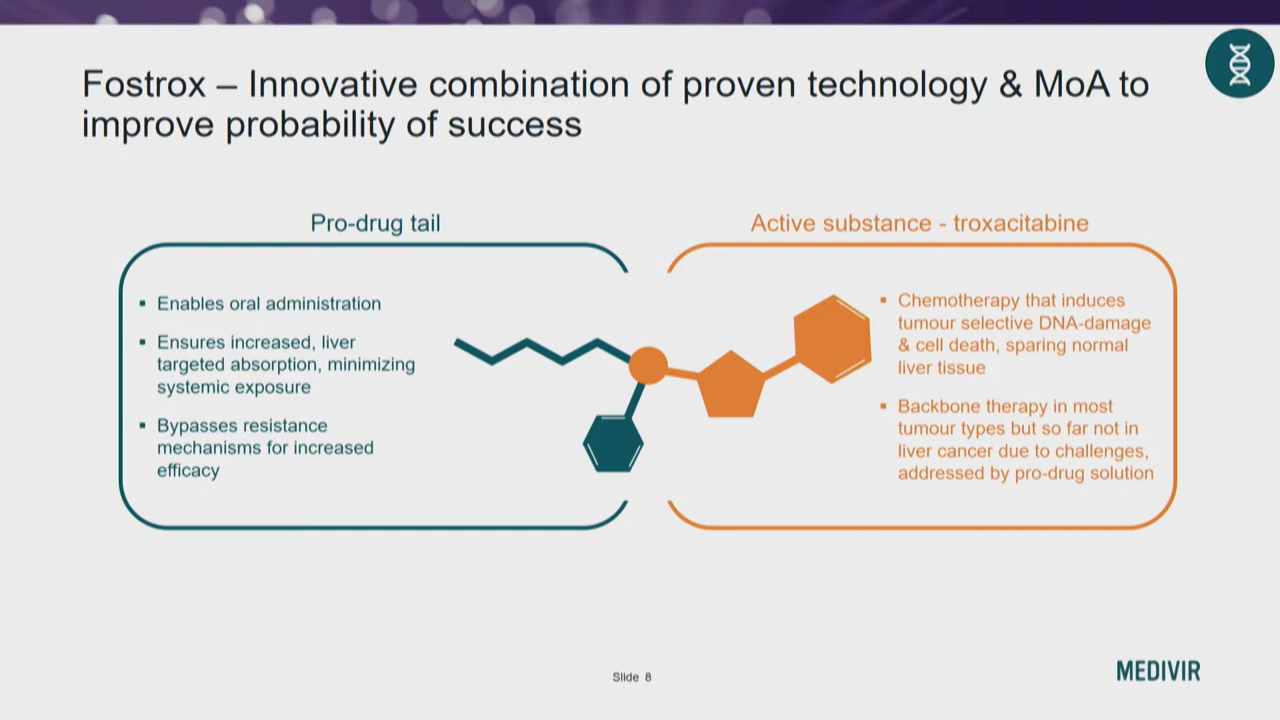 Fostrox – Innovative combination of proven technology & MoA to
improve probability of success
Pro-drug tail
▪ Enables oral administration
▪ Ensures increased, liver
targeted absorption, minimizing
systemic exposure
▪ Bypasses resistance
mechanisms for increased
efficacy
Active substance - troxacitabine
▪ Chemotherapy that induces
tumour selective DNA-damage
& cell death, sparing normal
liver tissue
▪ Backbone therapy in most
tumour types but so far not in
liver cancer due to challenges,
addressed by pro-drug solution
Slide 8
MEDIVIR